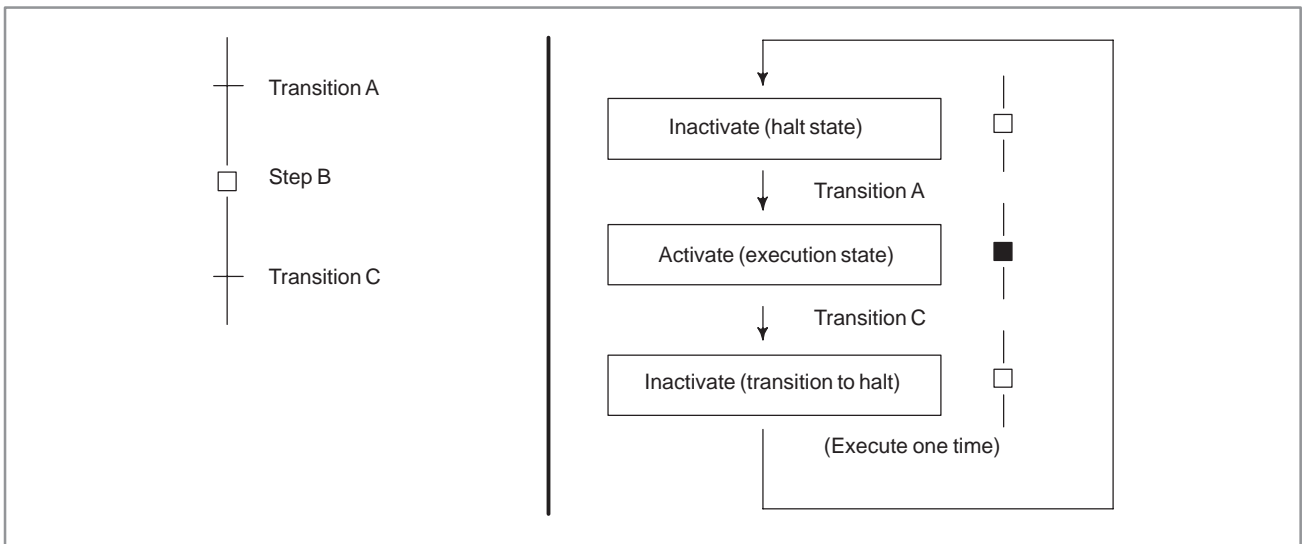 Transition A
Step B
Transition C
Inactivate (halt state)
Transition A
Activate (execution state)
Transition C
Inactivate (transition to halt)
(Execute one time)